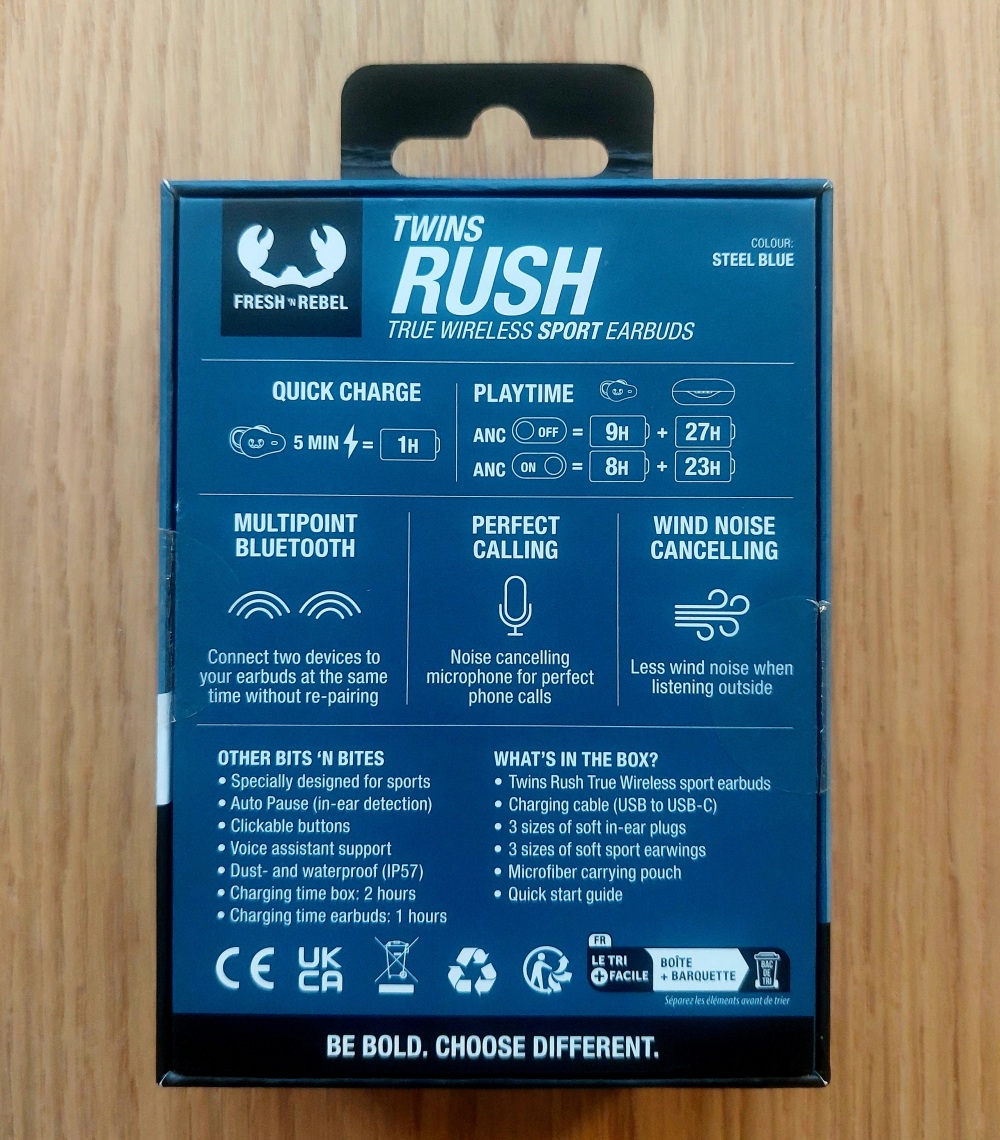 FRESH 'N REBEL
TWINS
RUSH
TRUE WIRELESS SPORT EARBUDS
COLOUR:
STEEL BLUE
QUICK CHARGE
5 MIN = 1H
PLAYTIME
ANC OFF = 9H + 27H
ANC ON = 8H + 23H
MULTIPOINT
BLUETOOTH
Connect two devices to
your earbuds at the same
time without re-pairing
PERFECT
CALLING
Noise cancelling
microphone for perfect
phone calls
WIND NOISE
CANCELLING
Less wind noise when
listening outside
OTHER BITS 'N BITES
• Specially designed for sports
• Auto Pause (in-ear detection)
• Clickable buttons
• Voice assistant support
• Dust- and waterproof (IP57)
• Charging time box: 2 hours
• Charging time earbuds: 1 hours
WHAT'S IN THE BOX?
• Twins Rush True Wireless sport earbuds
• Charging cable (USB to USB-C)
• 3 sizes of soft in-ear plugs
• 3 sizes of soft sport earwings
• Microfiber carrying pouch
• Quick start guide
CE
UK
CA
FR
LE TRI
+ FACILE
BOÎTE
+ BARQUETTE
BAC
DE
TRI
Séparez les éléments avant de trier
BE BOLD. CHOOSE DIFFERENT.